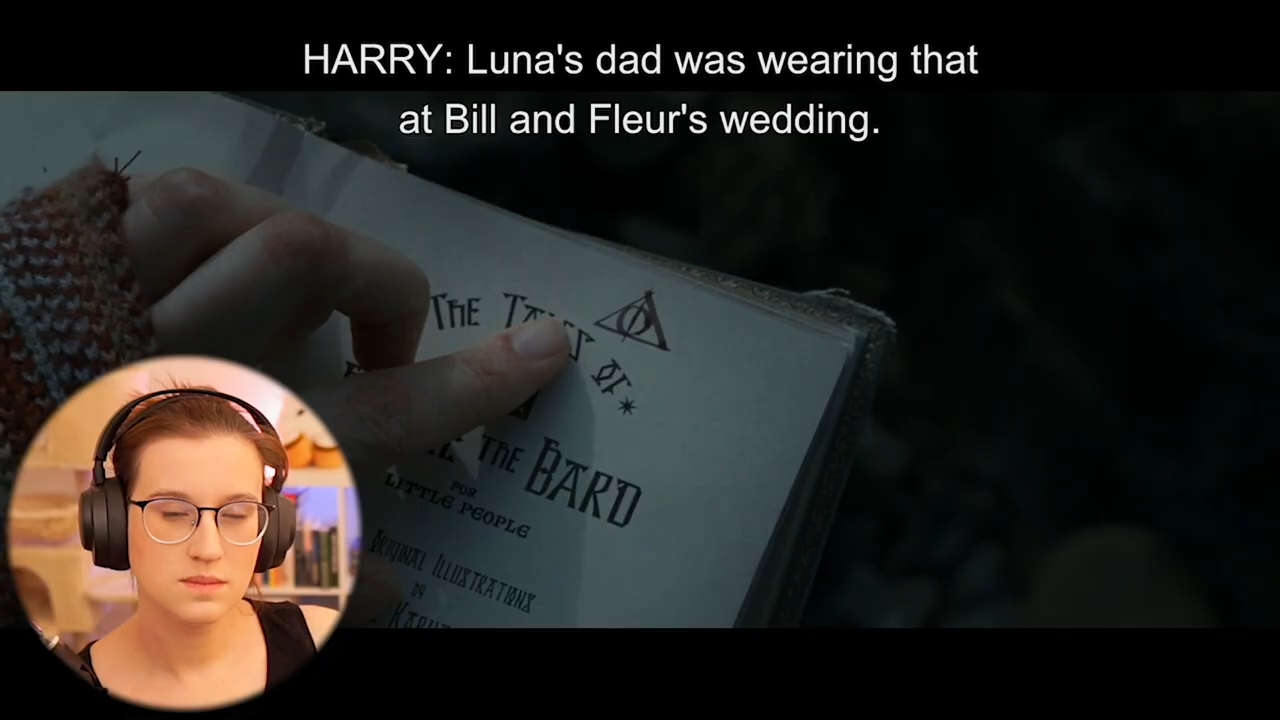 HARRY: Luna's dad was wearing that
at Bill and Fleur's wedding.
THE TALES OF
THE BARD
FOR
LITTLE PEOPLE
ORIGINAL ILLUSTRATIONS
BY